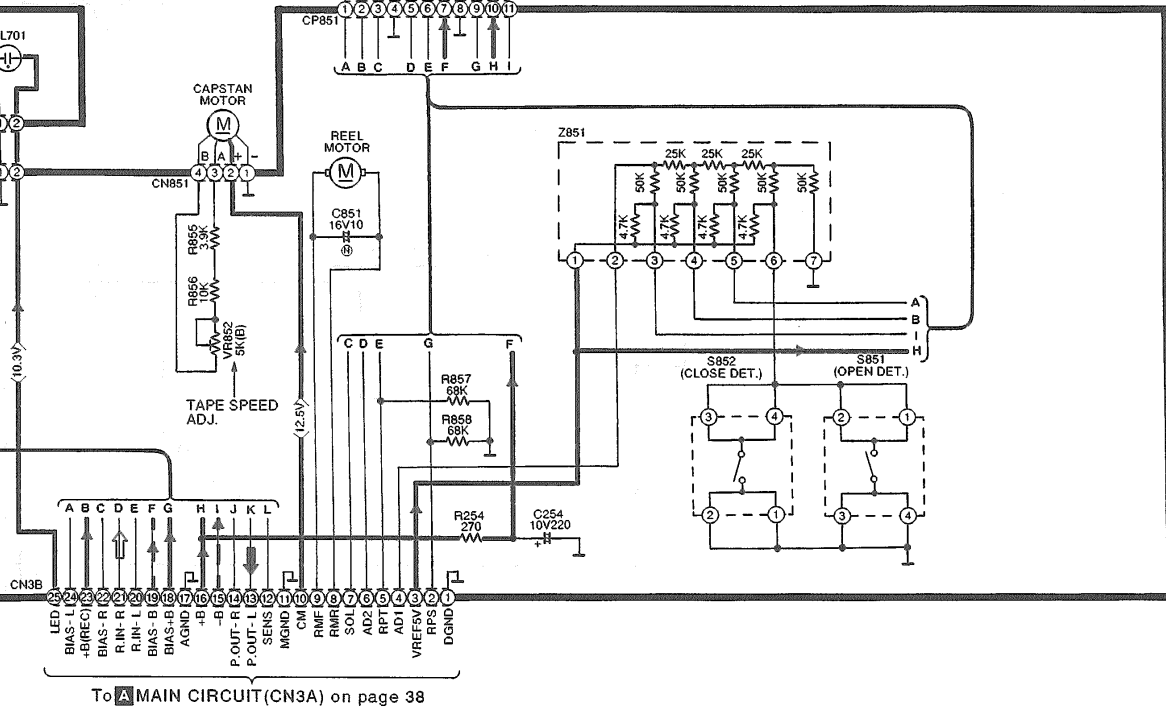 1 2 3 4 5 6 7 8 9 10 11
CP851
A B C D E F G H I
L701
2
CAPSTAN
MOTOR
M
B A + -
4 3 2 1
CN851
2
REEL
MOTOR
M
C851
16V10
N
R855
3.9K
R856
10K
VR852
5K(B)
TAPE SPEED
ADJ.
10.3V
12.5V
Z851
25K 25K 25K
50K 50K 50K 50K 50K
4.7K 4.7K 4.7K 4.7K
1 2 3 4 5 6 7
A
B
I
H
S852
(CLOSE DET.)
S851
(OPEN DET.)
3 4 2 1
2 1 3 4
C D E G F
R857
68K
R858
68K
R254
270
C254
10V220
+
A B C D E F G H I J K L
CN3B
25 24 23 22 21 20 19 18 17 16 15 14 13 12 11 10 9 8 7 6 5 4 3 2 1
LED
BIAS-L
+B(REC)
BIAS-R
R.IN-R
R.IN-L
BIAS-B
BIAS+B
AGND
+B
-B
P.OUT-R
P.OUT-L
SENS
MGND
CM
RMF
RMR
SOL
AD2
RPT
AD1
VREF5V
RPS
DGND
To A MAIN CIRCUIT(CN3A) on page 38